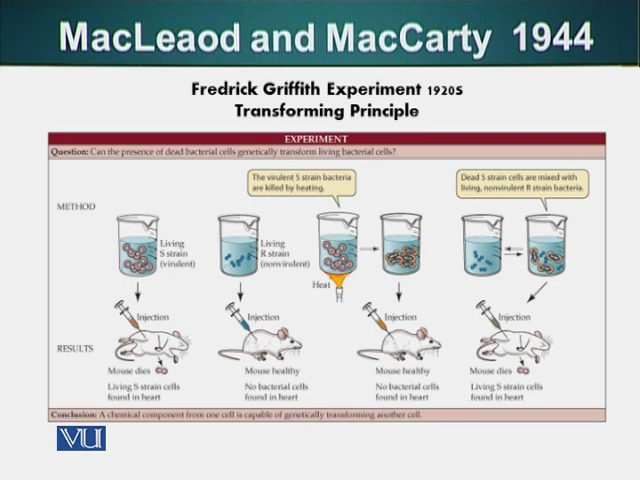 MacLeaod and MacCarty 1944
Fredrick Griffith Experiment 1920s
Transforming Principle
EXPERIMENT
Question: Can the presence of dead bacterial cells genetically transform living bacterial cells?
The virulent S strain bacteria
are killed by heating.
Dead S strain cells are mixed with
living, nonvirulent R strain bacteria.
METHOD
Living
S strain
(virulent)
Living
R strain
(nonvirulent)
Heat
Injection
Injection
Injection
Injection
RESULTS
Mouse dies
Mouse healthy
Mouse healthy
Mouse dies
Living S strain cells
found in heart
No bacterial cells
found in heart
No bacterial cells
found in heart
Living S strain cells
found in heart
Conclusion: A chemical component from one cell is capable of genetically transforming another cell.
VU